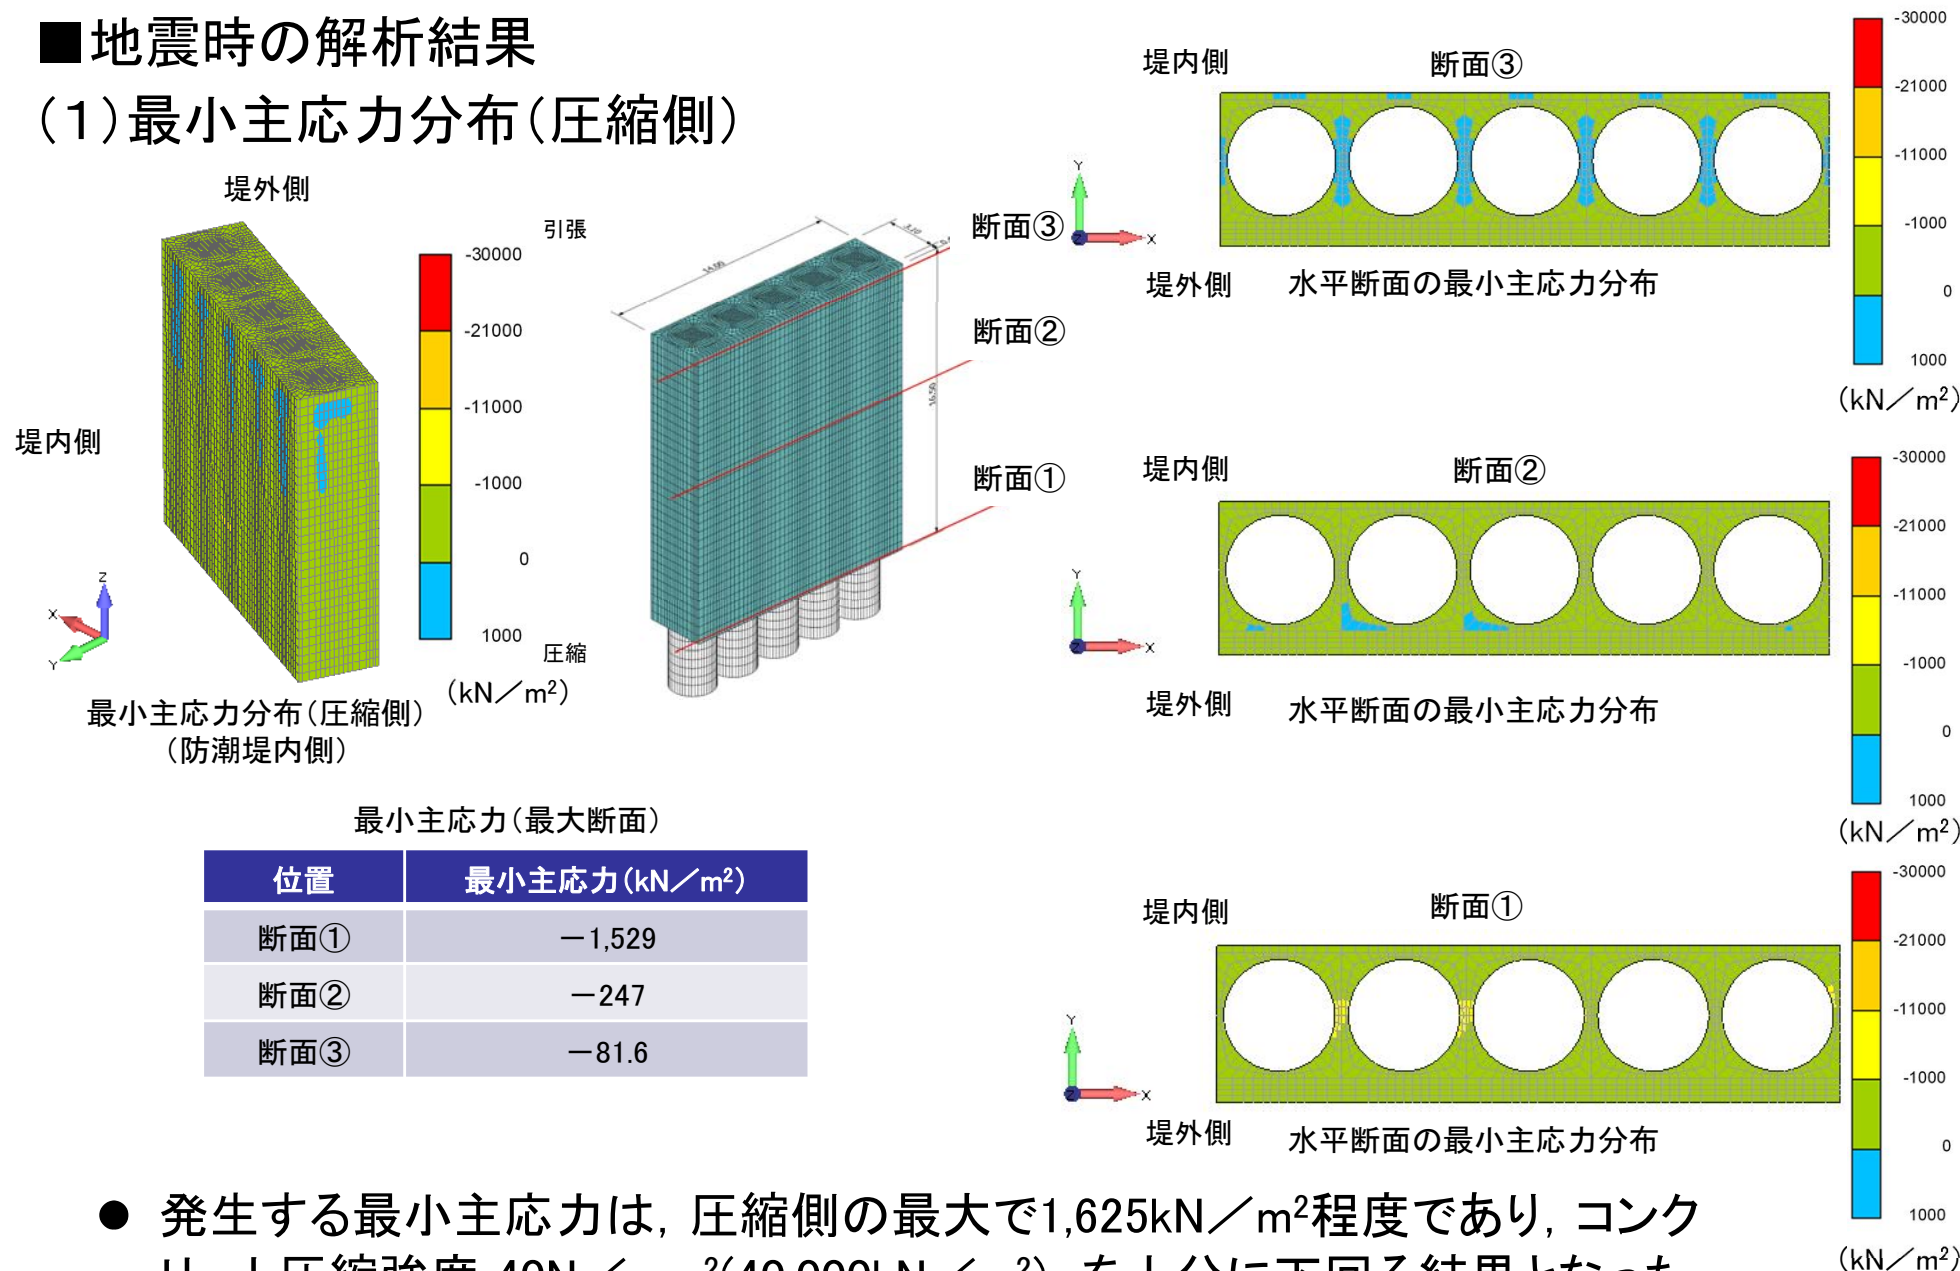 ■地震時の解析結果
（１）最小主応力分布（圧縮側）
堤外側
堤内側
引張
-30000
-21000
-11000
-1000
0
1000
圧縮
（kN／m²）
Z
X
Y
最小主応力分布（圧縮側）
（防潮堤内側）
14.00
3.10
16.50
断面③
断面②
断面①
最小主応力（最大断面）
位置 最小主応力（kN／m²）
断面① －1,529
断面② －247
断面③ －81.6
堤内側 断面③
Y
Z
X
堤外側 水平断面の最小主応力分布
-30000
-21000
-11000
-1000
0
1000
（kN／m²）
堤内側 断面②
Y
Z
X
堤外側 水平断面の最小主応力分布
-30000
-21000
-11000
-1000
0
1000
（kN／m²）
堤内側 断面①
Y
Z
X
堤外側 水平断面の最小主応力分布
-30000
-21000
-11000
-1000
0
1000
（kN／m²）
● 発生する最小主応力は，圧縮側の最大で1,625kN／m²程度であり，コンク